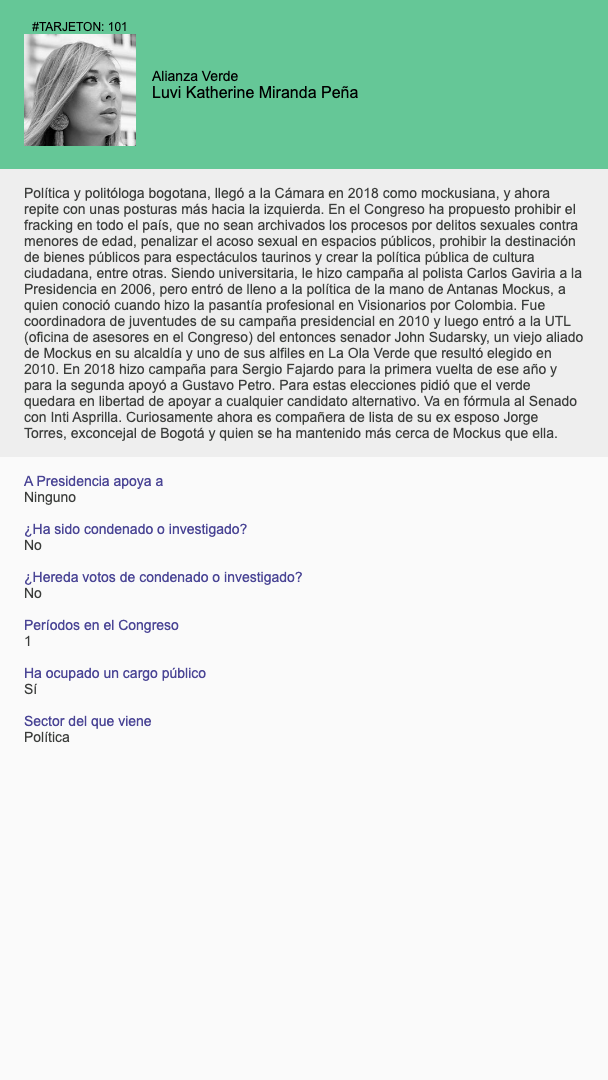 #TARJETON: 101
Alianza Verde
Luvi Katherine Miranda Peña
Política y politóloga bogotana, llegó a la Cámara en 2018 como mockusiana, y ahora
repite con unas posturas más hacia la izquierda. En el Congreso ha propuesto prohibir el
fracking en todo el país, que no sean archivados los procesos por delitos sexuales contra
menores de edad, penalizar el acoso sexual en espacios públicos, prohibir la destinación
de bienes públicos para espectáculos taurinos y crear la política pública de cultura
ciudadana, entre otras. Siendo universitaria, le hizo campaña al polista Carlos Gaviria a la
Presidencia en 2006, pero entró de lleno a la política de la mano de Antanas Mockus, a
quien conoció cuando hizo la pasantía profesional en Visionarios por Colombia. Fue
coordinadora de juventudes de su campaña presidencial en 2010 y luego entró a la UTL
(oficina de asesores en el Congreso) del entonces senador John Sudarsky, un viejo aliado
de Mockus en su alcaldía y uno de sus alfiles en La Ola Verde que resultó elegido en
2010. En 2018 hizo campaña para Sergio Fajardo para la primera vuelta de ese año y
para la segunda apoyó a Gustavo Petro. Para estas elecciones pidió que el verde
quedara en libertad de apoyar a cualquier candidato alternativo. Va en fórmula al Senado
con Inti Asprilla. Curiosamente ahora es compañera de lista de su ex esposo Jorge
Torres, exconcejal de Bogotá y quien se ha mantenido más cerca de Mockus que ella.
A Presidencia apoya a
Ninguno
¿Ha sido condenado o investigado?
No
¿Hereda votos de condenado o investigado?
No
Períodos en el Congreso
1
Ha ocupado un cargo público
Sí
Sector del que viene
Política